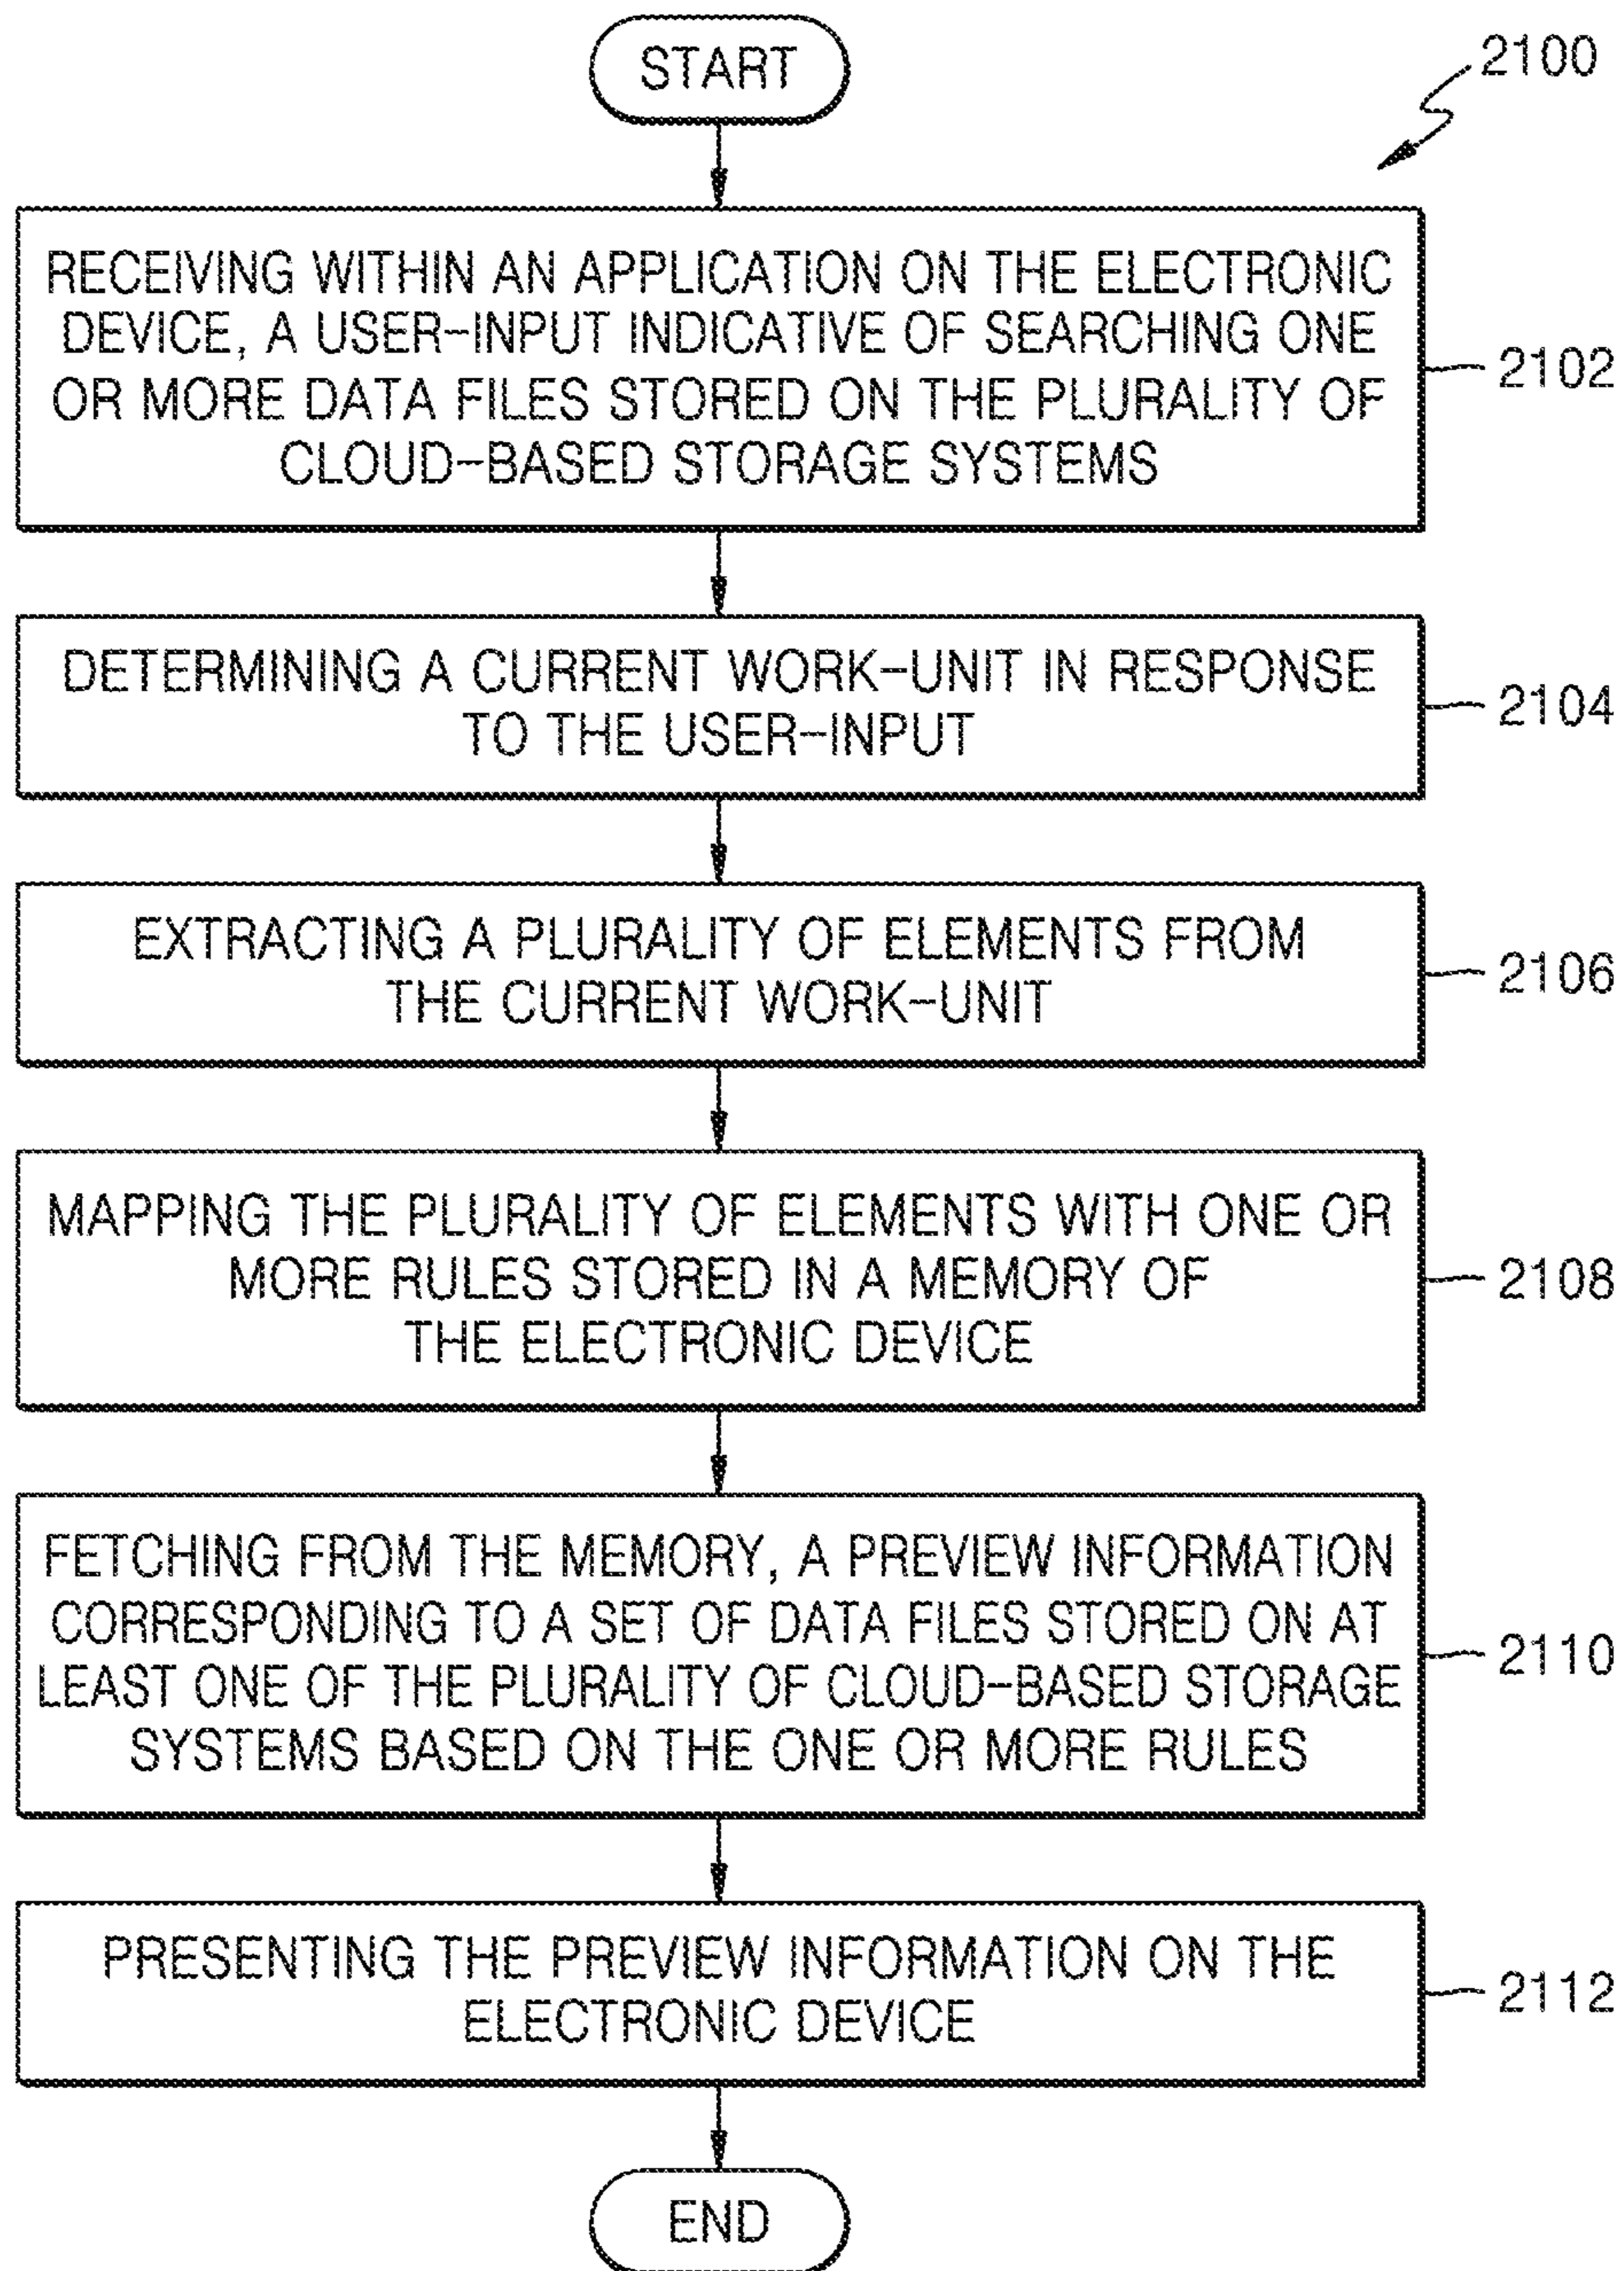 START
2100
RECEIVING WITHIN AN APPLICATION ON THE ELECTRONIC
DEVICE, A USER-INPUT INDICATIVE OF SEARCHING ONE
OR MORE DATA FILES STORED ON THE PLURALITY OF
CLOUD-BASED STORAGE SYSTEMS
2102
DETERMINING A CURRENT WORK-UNIT IN RESPONSE
TO THE USER-INPUT
2104
EXTRACTING A PLURALITY OF ELEMENTS FROM
THE CURRENT WORK-UNIT
2106
MAPPING THE PLURALITY OF ELEMENTS WITH ONE OR
MORE RULES STORED IN A MEMORY OF
THE ELECTRONIC DEVICE
2108
FETCHING FROM THE MEMORY, A PREVIEW INFORMATION
CORRESPONDING TO A SET OF DATA FILES STORED ON AT
LEAST ONE OF THE PLURALITY OF CLOUD-BASED STORAGE
SYSTEMS BASED ON THE ONE OR MORE RULES
2110
PRESENTING THE PREVIEW INFORMATION ON THE
ELECTRONIC DEVICE
2112
END